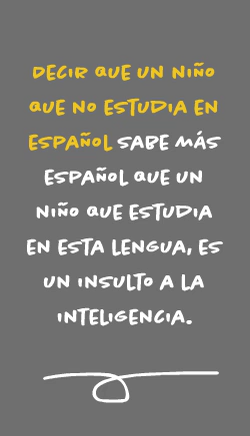 DECIR QUE UN NIÑO
QUE NO ESTUDIA EN
ESPAÑOL SABE MÁS
ESPAÑOL QUE UN
NIÑO QUE ESTUDIA
EN ESTA LENGUA, ES
UN INSULTO A LA
INTELIGENCIA.